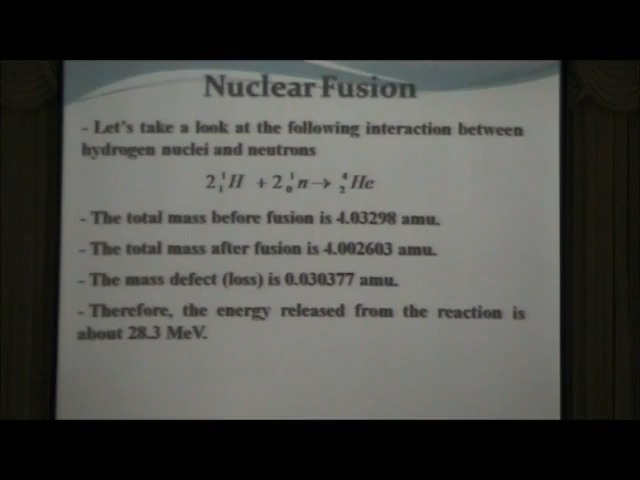 Nuclear Fusion
- Let's take a look at the following interaction between
hydrogen nuclei and neutrons
2 ¹₁H + 2 ¹₀n → ⁴₂He
- The total mass before fusion is 4.03298 amu.
- The total mass after fusion is 4.002603 amu.
- The mass defect (loss) is 0.030377 amu.
- Therefore, the energy released from the reaction is
about 28.3 MeV.